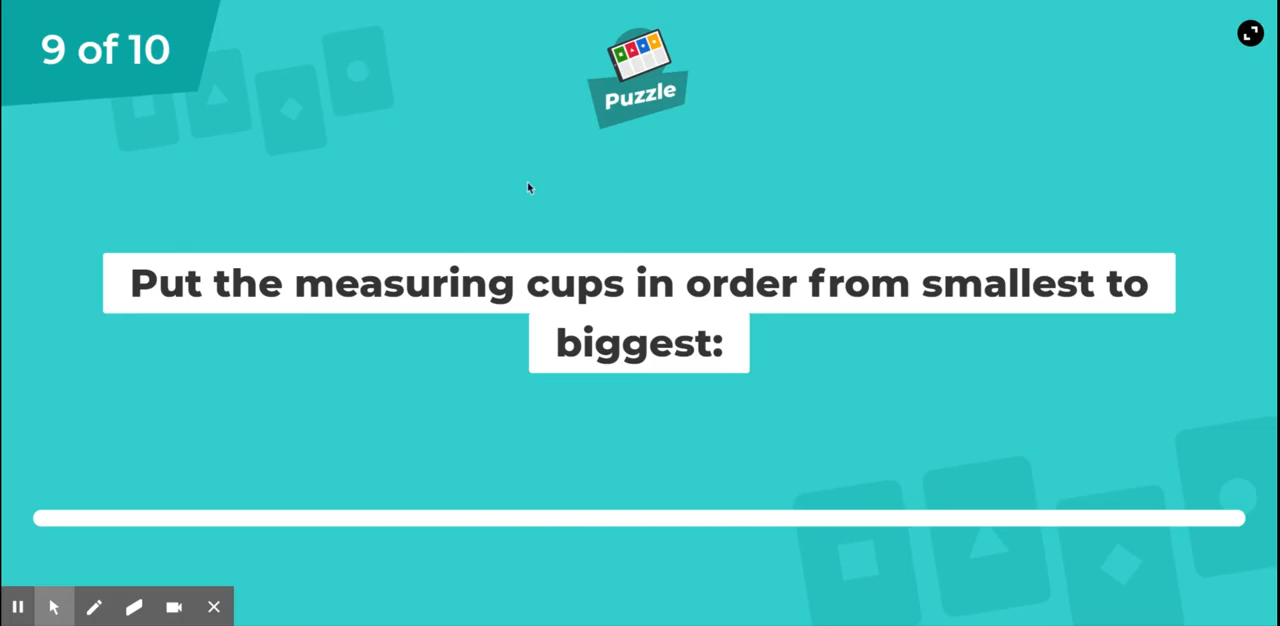 9 of 10
Puzzle
Put the measuring cups in order from smallest to
biggest: